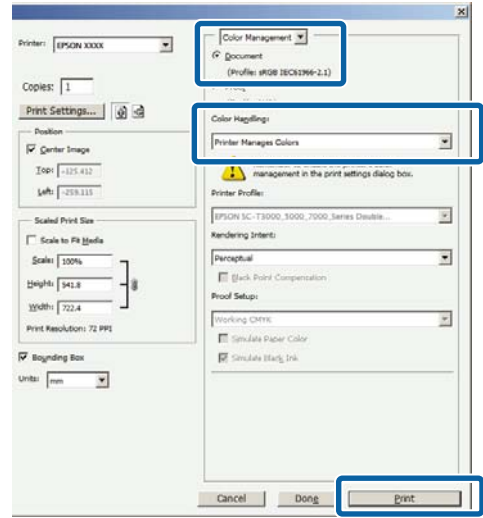 Printer: EPSON XXXX
Copies: 1
Print Settings...
Position
Center Image
Top: -125.412
Left: -259.115
Scaled Print Size
Scale to Fit Media
Scale: 100%
Height: 541.8
Width: 722.4
Print Resolution: 72 PPI
Bounding Box
Units: mm
Color Management
Document
(Profile: sRGB IEC61966-2.1)
Color Handling:
Printer Manages Colors
management in the print settings dialog box.
Printer Profile:
EPSON SC-T3000_5000_7000_Series Double...
Rendering Intent:
Perceptual
Black Point Compensation
Proof Setup:
Working CMYK
Simulate Paper Color
Simulate Black Ink
Cancel
Done
Print